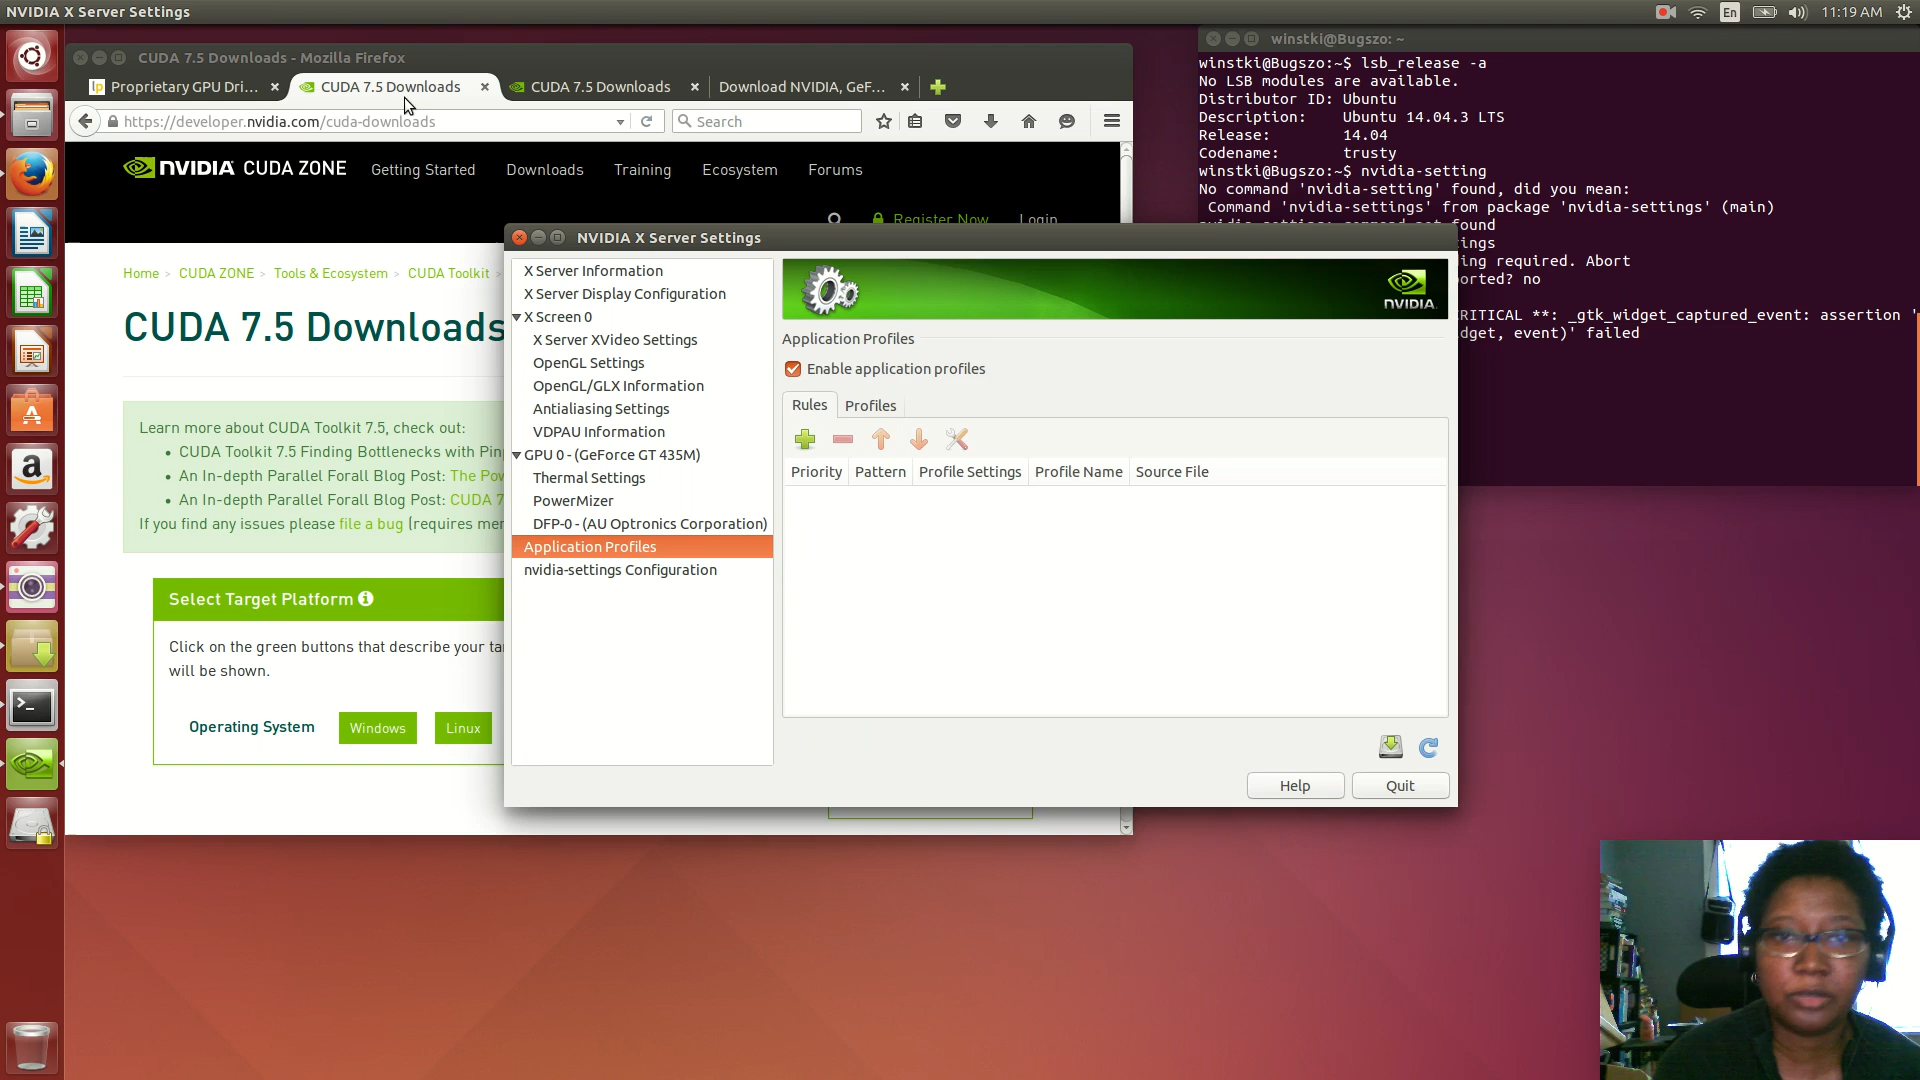 NVIDIA X Server Settings
En
11:19 AM
CUDA 7.5 Downloads - Mozilla Firefox
Proprietary GPU Dri...
CUDA 7.5 Downloads
CUDA 7.5 Downloads
Download NVIDIA, GeF...
https://developer.nvidia.com/cuda-downloads
Search
NVIDIA CUDA ZONE
Getting Started
Downloads
Training
Ecosystem
Forums
Register Now
Login
Home > CUDA ZONE > Tools & Ecosystem > CUDA Toolkit >
CUDA 7.5 Downloads
Learn more about CUDA Toolkit 7.5, check out:
• CUDA Toolkit 7.5 Finding Bottlenecks with Pin
• An In-depth Parallel Forall Blog Post: The Pow
• An In-depth Parallel Forall Blog Post: CUDA 7
If you find any issues please file a bug (requires mem
Select Target Platform
Click on the green buttons that describe your ta
will be shown.
Operating System
Windows
Linux
winstki@Bugszo: ~
winstki@Bugszo:~$ lsb_release -a
No LSB modules are available.
Distributor ID: Ubuntu
Description: Ubuntu 14.04.3 LTS
Release: 14.04
Codename: trusty
winstki@Bugszo:~$ nvidia-setting
No command 'nvidia-setting' found, did you mean:
Command 'nvidia-settings' from package 'nvidia-settings' (main)
ound
ings
ing required. Abort
orted? no
RITICAL **: _gtk_widget_captured_event: assertion '
dget, event)' failed
NVIDIA X Server Settings
X Server Information
X Server Display Configuration
X Screen 0
X Server XVideo Settings
OpenGL Settings
OpenGL/GLX Information
Antialiasing Settings
VDPAU Information
GPU 0 - (GeForce GT 435M)
Thermal Settings
PowerMizer
DFP-0 - (AU Optronics Corporation)
Application Profiles
nvidia-settings Configuration
NVIDIA.
Application Profiles
Enable application profiles
Rules
Profiles
Priority
Pattern
Profile Settings
Profile Name
Source File
Help
Quit